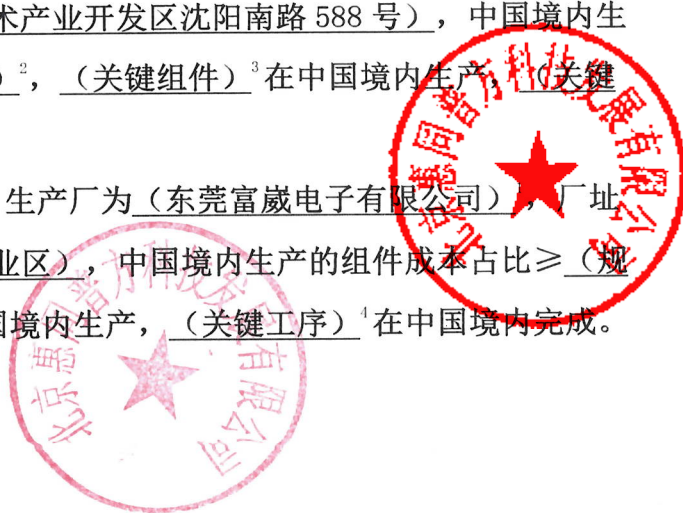 术产业开发区沈阳南路 588 号），中国境内生
）²，（关键组件）³在中国境内生产，（关键
生产厂为（东莞富崴电子有限公司），厂址
业区），中国境内生产的组件成本占比≥（规
境内生产，（关键工序）⁴在中国境内完成。
北京惠同普方科技发展有限公司
北京惠同普方科技发展有限公司